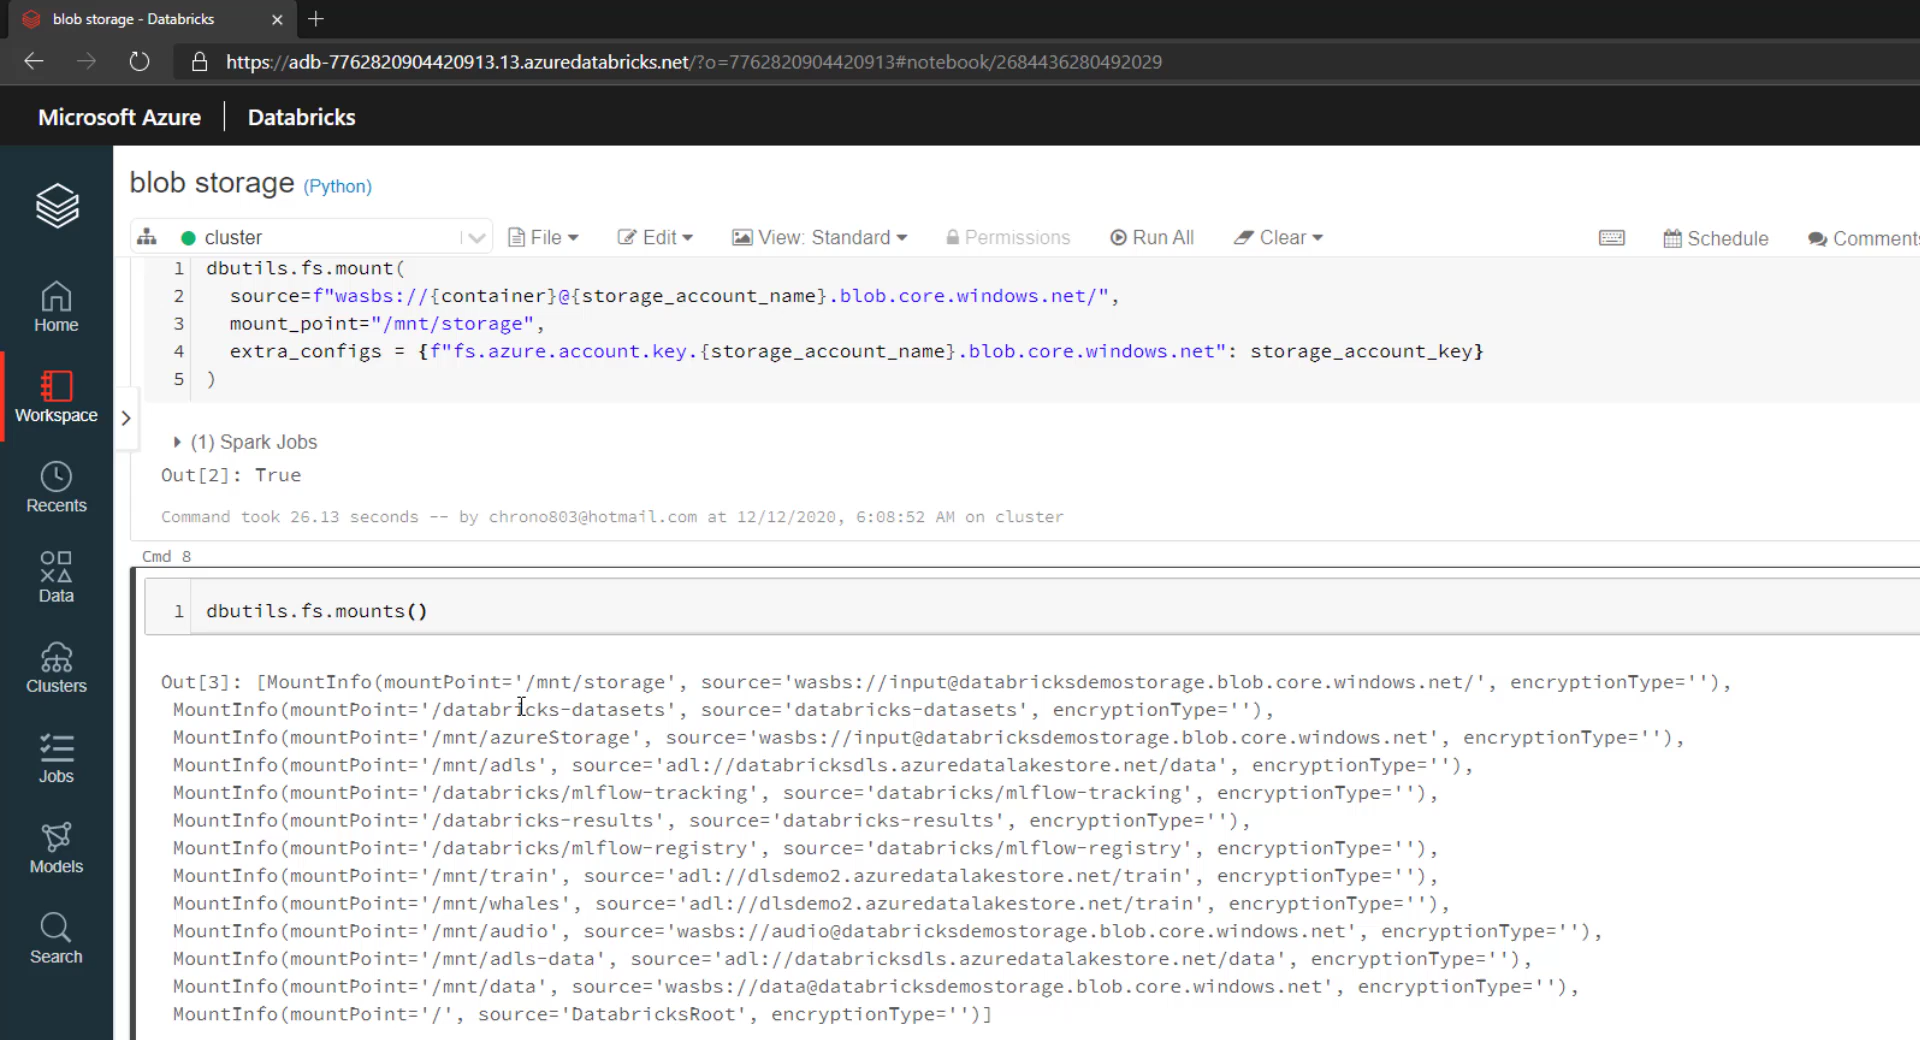 blob storage - Databricks
https://adb-7762820904420913.13.azuredatabricks.net/?o=7762820904420913#notebook/2684436280492029
Microsoft Azure | Databricks
blob storage (Python)
cluster File Edit View: Standard Permissions Run All Clear Schedule Comments
Home
Workspace
Recents
Data
Clusters
Jobs
Models
Search
1 dbutils.fs.mount(
2 source=f"wasbs://{container}@{storage_account_name}.blob.core.windows.net/",
3 mount_point="/mnt/storage",
4 extra_configs = {f"fs.azure.account.key.{storage_account_name}.blob.core.windows.net": storage_account_key}
5 )
(1) Spark Jobs
Out[2]: True
Command took 26.13 seconds -- by chrono803@hotmail.com at 12/12/2020, 6:08:52 AM on cluster
Cmd 8
1 dbutils.fs.mounts()
Out[3]: [MountInfo(mountPoint='/mnt/storage', source='wasbs://input@databricksdemostorage.blob.core.windows.net/', encryptionType=''),
MountInfo(mountPoint='/databricks-datasets', source='databricks-datasets', encryptionType=''),
MountInfo(mountPoint='/mnt/azureStorage', source='wasbs://input@databricksdemostorage.blob.core.windows.net', encryptionType=''),
MountInfo(mountPoint='/mnt/adls', source='adl://databricksdls.azuredatalakestore.net/data', encryptionType=''),
MountInfo(mountPoint='/databricks/mlflow-tracking', source='databricks/mlflow-tracking', encryptionType=''),
MountInfo(mountPoint='/databricks-results', source='databricks-results', encryptionType=''),
MountInfo(mountPoint='/databricks/mlflow-registry', source='databricks/mlflow-registry', encryptionType=''),
MountInfo(mountPoint='/mnt/train', source='adl://dlsdemo2.azuredatalakestore.net/train', encryptionType=''),
MountInfo(mountPoint='/mnt/whales', source='adl://dlsdemo2.azuredatalakestore.net/train', encryptionType=''),
MountInfo(mountPoint='/mnt/audio', source='wasbs://audio@databricksdemostorage.blob.core.windows.net', encryptionType=''),
MountInfo(mountPoint='/mnt/adls-data', source='adl://databricksdls.azuredatalakestore.net/data', encryptionType=''),
MountInfo(mountPoint='/mnt/data', source='wasbs://data@databricksdemostorage.blob.core.windows.net', encryptionType=''),
MountInfo(mountPoint='/', source='DatabricksRoot', encryptionType='')]